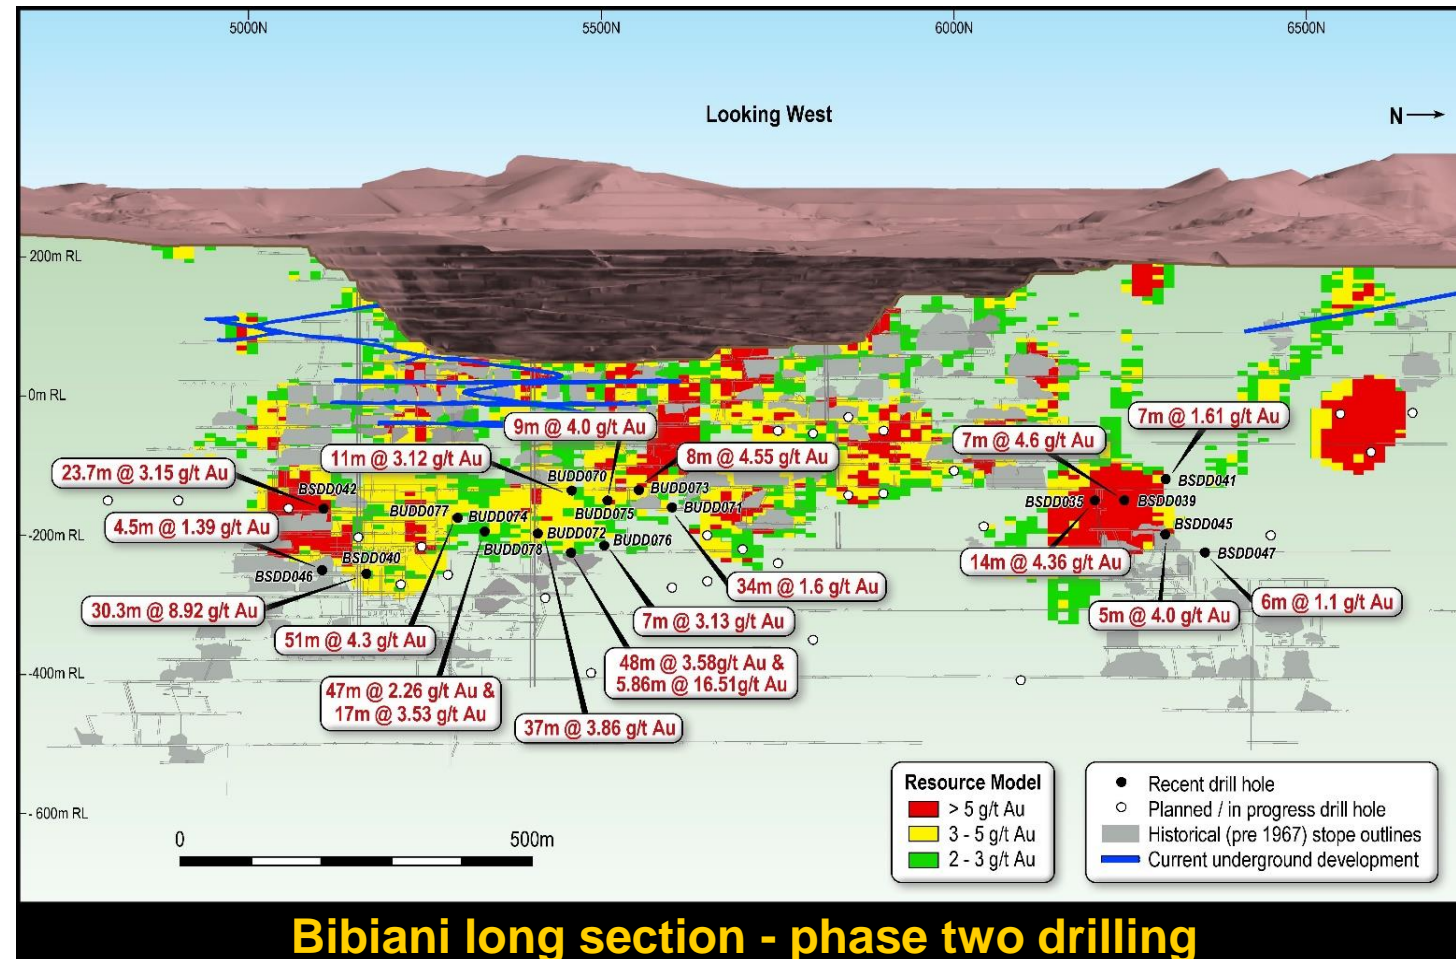 5000N
5500N
6000N
6500N
Looking West
N
200m RL
0m RL
-200m RL
-400m RL
- 600m RL
9m @ 4.0 g/t Au
11m @ 3.12 g/t Au
8m @ 4.55 g/t Au
7m @ 4.6 g/t Au
7m @ 1.61 g/t Au
23.7m @ 3.15 g/t Au
4.5m @ 1.39 g/t Au
30.3m @ 8.92 g/t Au
51m @ 4.3 g/t Au
47m @ 2.26 g/t Au &
17m @ 3.53 g/t Au
37m @ 3.86 g/t Au
48m @ 3.58g/t Au &
5.86m @ 16.51g/t Au
7m @ 3.13 g/t Au
34m @ 1.6 g/t Au
14m @ 4.36 g/t Au
5m @ 4.0 g/t Au
6m @ 1.1 g/t Au
BSDD042
BUDD077
BUDD074
BUDD070
BUDD073
BUDD075
BUDD071
BUDD072
BUDD076
BUDD078
BSDD040
BSDD046
BSDD035
BSDD039
BSDD041
BSDD045
BSDD047
0
500m
Resource Model
> 5 g/t Au
3 - 5 g/t Au
2 - 3 g/t Au
Recent drill hole
Planned / in progress drill hole
Historical (pre 1967) stope outlines
Current underground development
Bibiani long section - phase two drilling